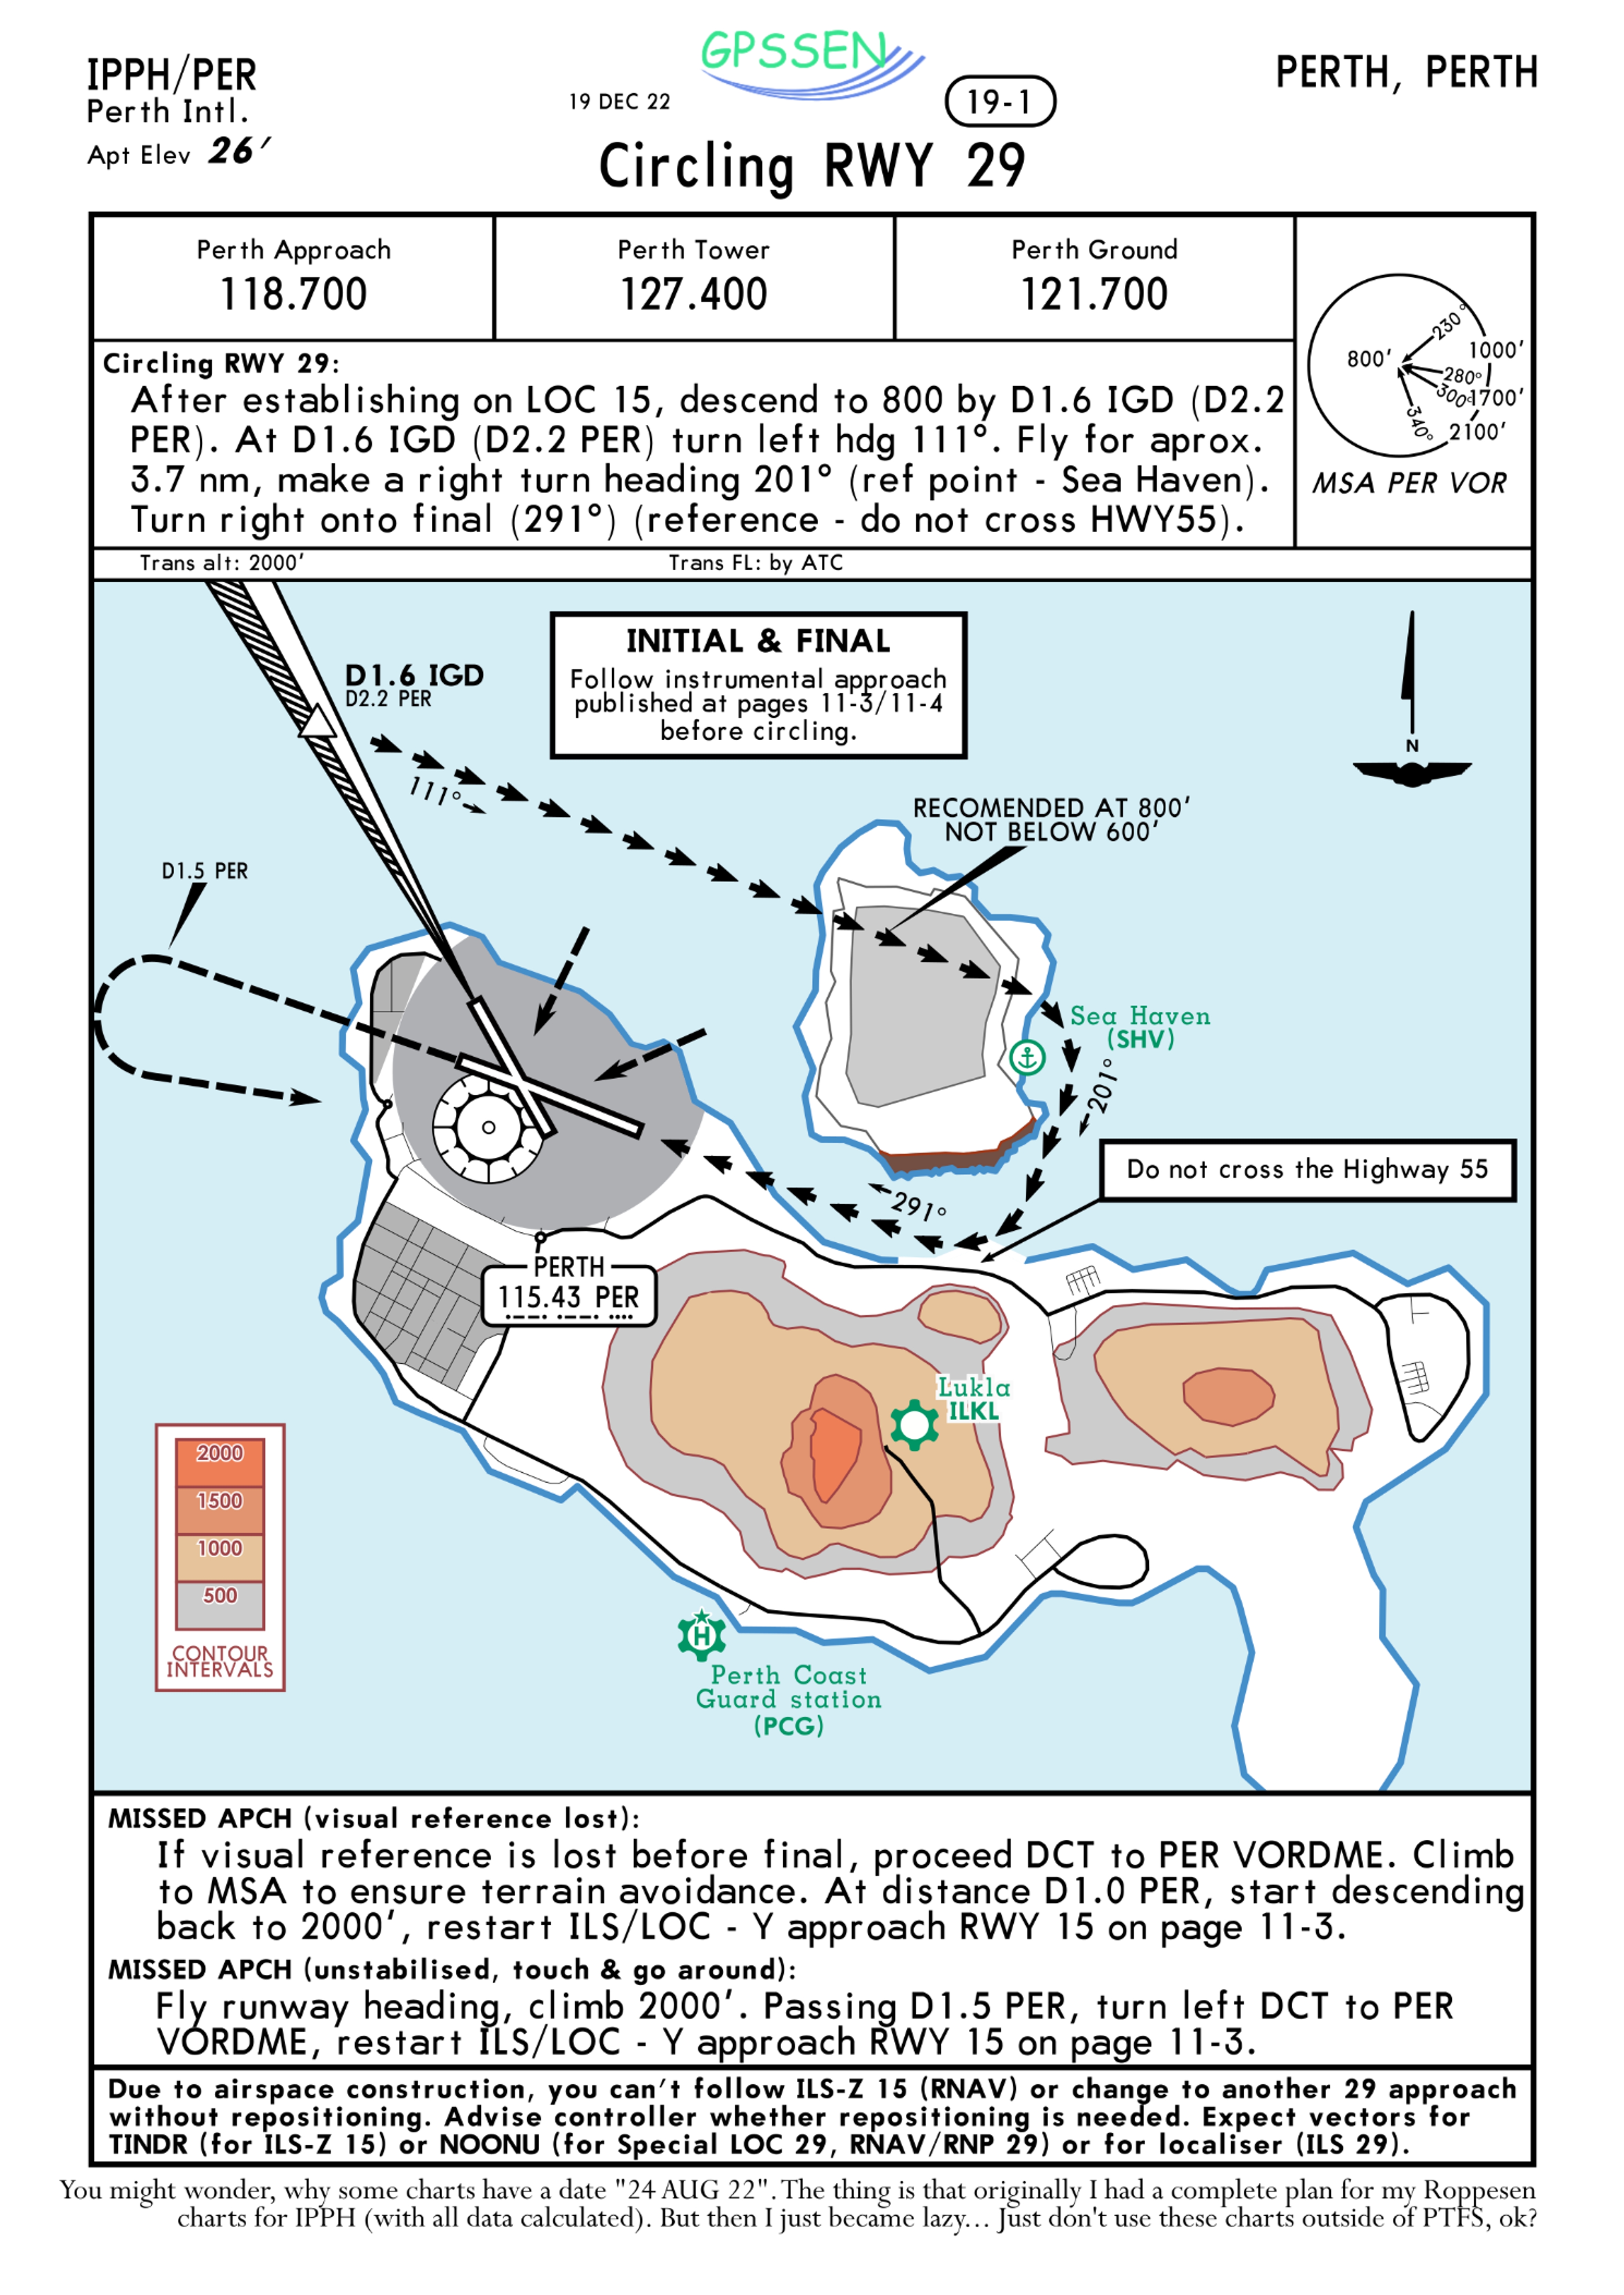 GPSSEN
IPPH/PER
Perth Intl.
Apt Elev 26′
19 DEC 22
19-1
PERTH, PERTH
Circling RWY 29
Perth Approach
118.700
Perth Tower
127.400
Perth Ground
121.700
Circling RWY 29:
After establishing on LOC 15, descend to 800 by D1.6 IGD (D2.2
PER). At D1.6 IGD (D2.2 PER) turn left hdg 111°. Fly for aprox.
3.7 nm, make a right turn heading 201° (ref point - Sea Haven).
Turn right onto final (291°) (reference - do not cross HWY55).
230°
800′
1000′
280°
300°
1700′
340°
2100′
MSA PER VOR
Trans alt: 2000′
Trans FL: by ATC
INITIAL & FINAL
Follow instrumental approach
published at pages 11-3/11-4
before circling.
D1.6 IGD
D2.2 PER
N
111°
RECOMENDED AT 800′
NOT BELOW 600′
D1.5 PER
Sea Haven
(SHV)
201°
Do not cross the Highway 55
291°
PERTH
115.43 PER
Lukla
ILKL
2000
1500
1000
500
CONTOUR
INTERVALS
H
Perth Coast
Guard station
(PCG)
MISSED APCH (visual reference lost):
If visual reference is lost before final, proceed DCT to PER VORDME. Climb
to MSA to ensure terrain avoidance. At distance D1.0 PER, start descending
back to 2000′, restart ILS/LOC - Y approach RWY 15 on page 11-3.
MISSED APCH (unstabilised, touch & go around):
Fly runway heading, climb 2000′. Passing D1.5 PER, turn left DCT to PER
VORDME, restart ILS/LOC - Y approach RWY 15 on page 11-3.
Due to airspace construction, you can′t follow ILS-Z 15 (RNAV) or change to another 29 approach
without repositioning. Advise controller whether repositioning is needed. Expect vectors for
TINDR (for ILS-Z 15) or NOONU (for Special LOC 29, RNAV/RNP 29) or for localiser (ILS 29).
You might wonder, why some charts have a date "24 AUG 22". The thing is that originally I had a complete plan for my Roppesen
charts for IPPH (with all data calculated). But then I just became lazy... Just don't use these charts outside of PTFS, ok?